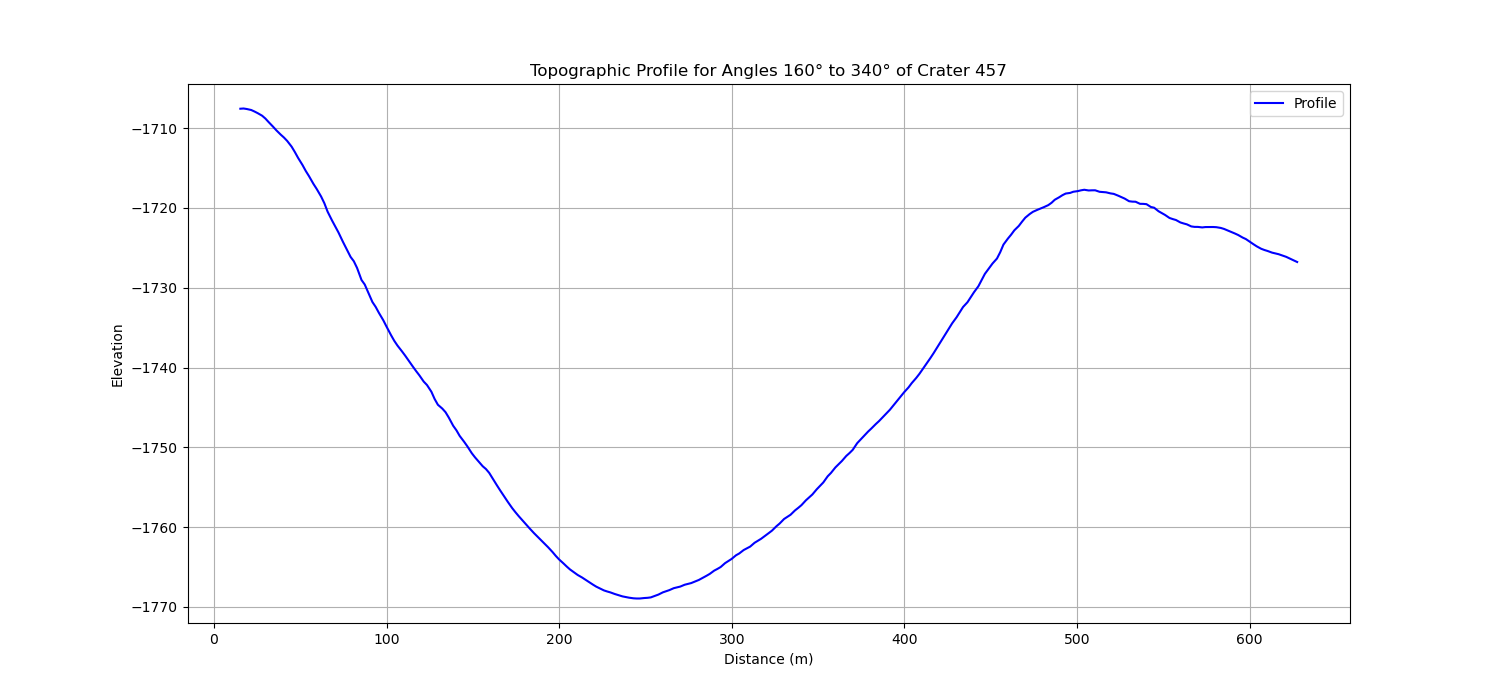 Topographic Profile for Angles 160° to 340° of Crater 457
Profile
−1710
−1720
−1730
−1740
−1750
−1760
−1770
Elevation
0 100 200 300 400 500 600
Distance (m)